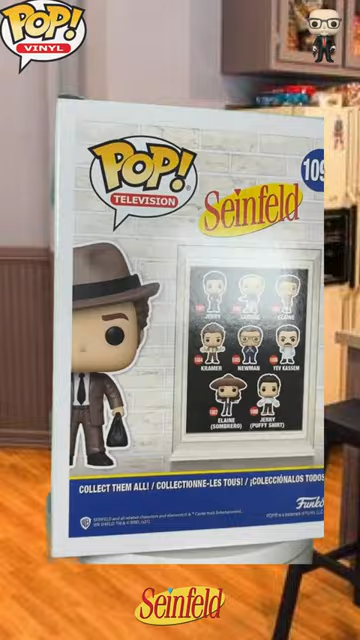 POP!
VINYL
POP!
TELEVISION
109
Seinfeld
JERRY
GEORGE
ELAINE
KRAMER
NEWMAN
YEV KASSEM
ELAINE
(SOMBRERO)
JERRY
(PUFFY SHIRT)
COLLECT THEM ALL! / COLLECTIONNE-LES TOUS! / ¡COLECCIÓNALOS TODOS
Funko
Seinfeld